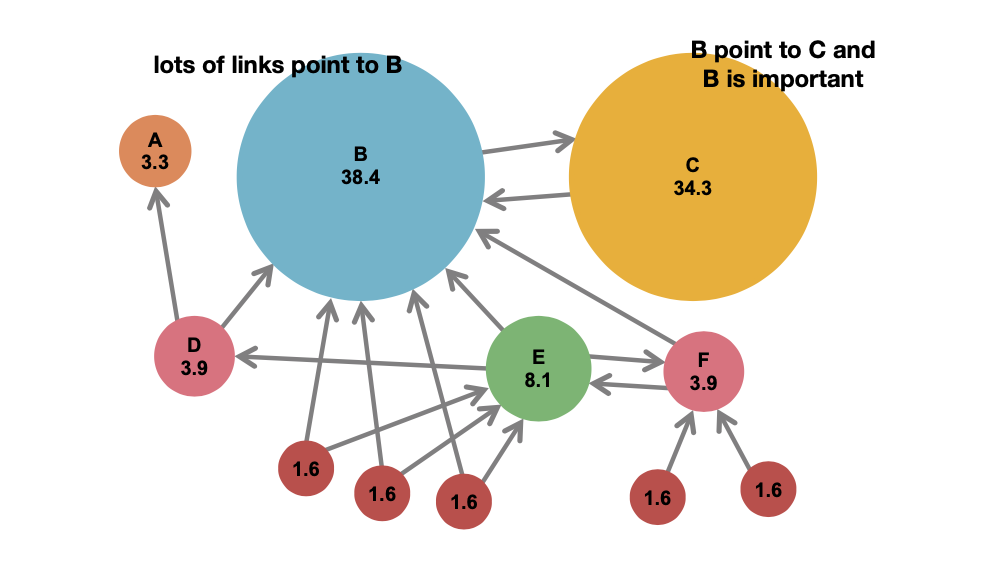 lots of links point to B
B point to C and
B is important
A
3.3
B
38.4
C
34.3
D
3.9
E
8.1
F
3.9
1.6
1.6
1.6
1.6
1.6